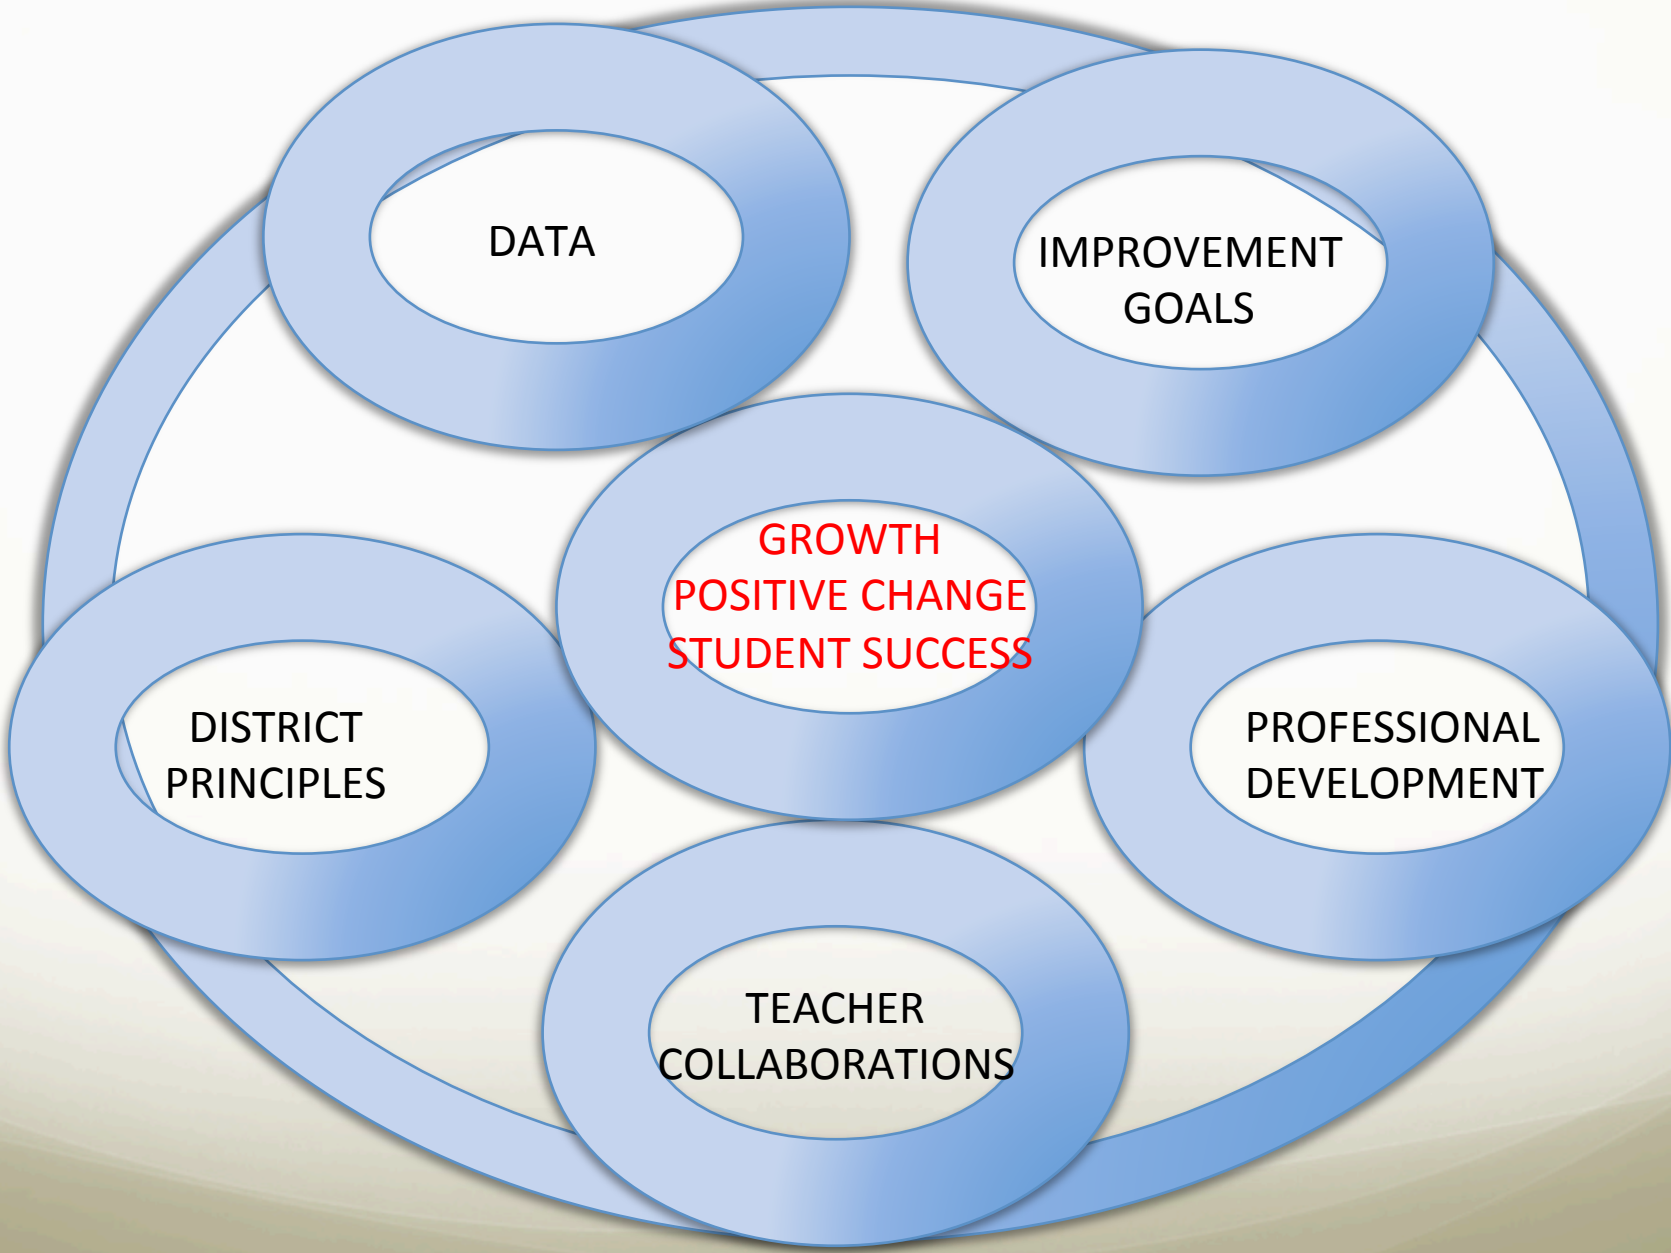 DATA
IMPROVEMENT
GOALS
GROWTH
POSITIVE CHANGE
STUDENT SUCCESS
DISTRICT
PRINCIPLES
PROFESSIONAL
DEVELOPMENT
TEACHER
COLLABORATIONS